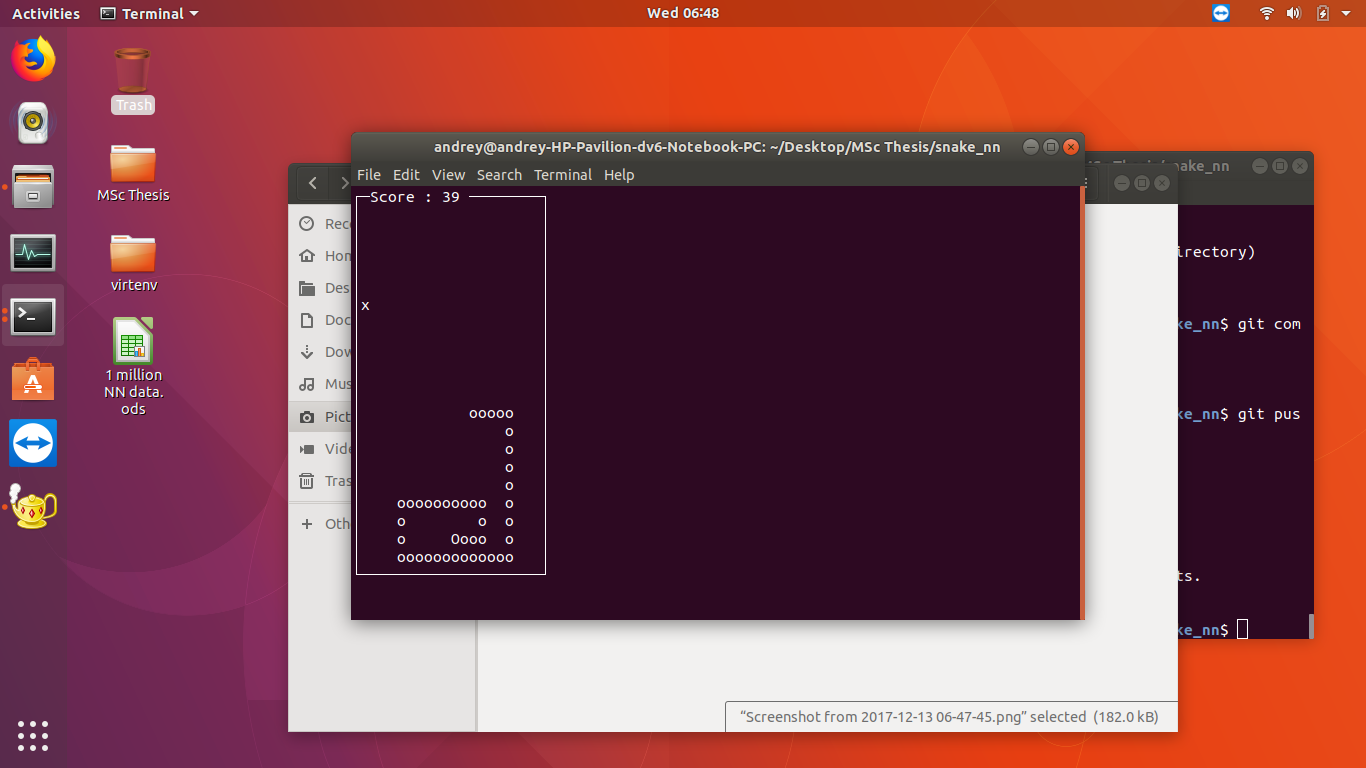 Activities
Terminal
Wed 06:48
Trash
MSc Thesis
virtenv
1 million
NN data.
ods
andrey@andrey-HP-Pavilion-dv6-Notebook-PC: ~/Desktop/MSc Thesis/snake_nn
File Edit View Search Terminal Help
Score : 39
x
ooooo
o
o
o
o
oooooooooo o
o o o
o Oooo o
ooooooooooooo
Thesis/snake_nn
irectory)
ke_nn$ git com
ke_nn$ git pus
ts.
ke_nn$
Rec
Hom
Des
Doc
Dow
Mus
Pict
Vide
Tras
+ Oth
“Screenshot from 2017-12-13 06-47-45.png” selected (182.0 kB)